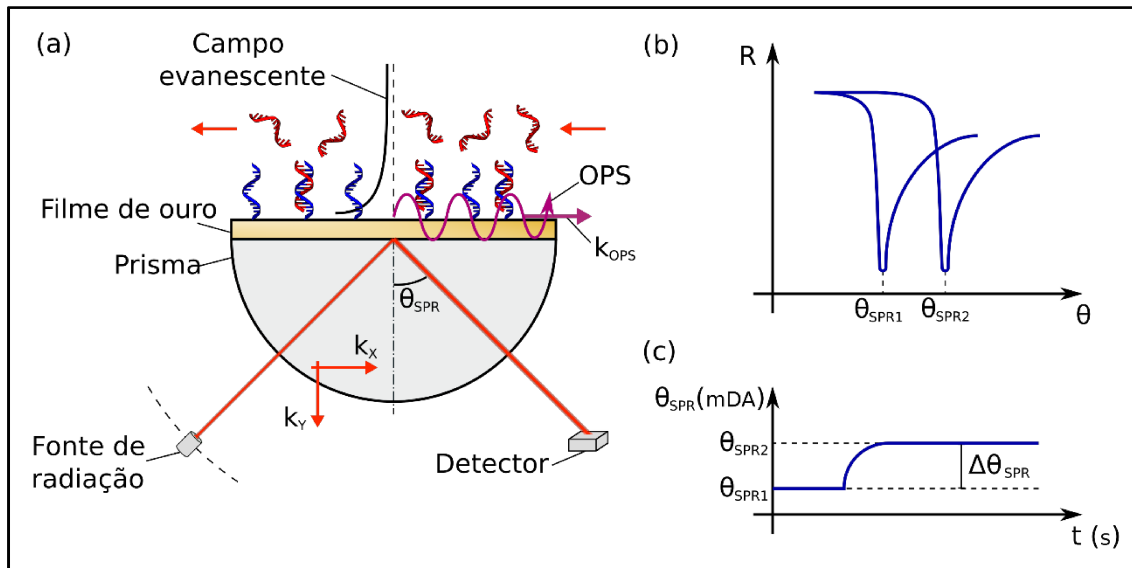 (a)
Campo
evanescente
OPS
Filme de ouro
k_OPS
Prisma
θ_SPR
k_X
k_Y
Fonte de
radiação
Detector
(b)
R
θ_SPR1
θ_SPR2
θ
(c)
θ_SPR(mDA)
θ_SPR2
Δθ_SPR
θ_SPR1
t (s)